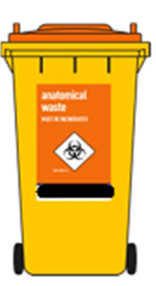 anatomical
waste
MUST BE INCINERATED